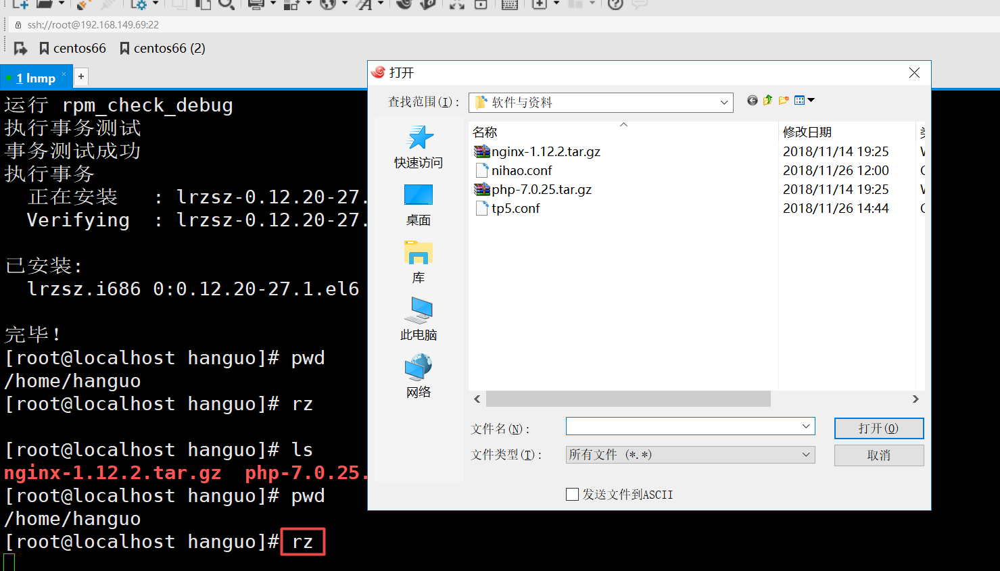 ssh://root@192.168.149.69:22
centos66
centos66 (2)
1 lnmp
×
+
运行 rpm_check_debug
执行事务测试
事务测试成功
执行事务
正在安装 : lrzsz-0.12.20-27.
Verifying : lrzsz-0.12.20-27.
已安装:
lrzsz.i686 0:0.12.20-27.1.el6
完毕!
[root@localhost hanguo]# pwd
/home/hanguo
[root@localhost hanguo]# rz
[root@localhost hanguo]# ls
nginx-1.12.2.tar.gz php-7.0.25.
[root@localhost hanguo]# pwd
/home/hanguo
[root@localhost hanguo]# rz
打开
查找范围(I):
软件与资料
快速访问
桌面
库
此电脑
网络
名称 修改日期
nginx-1.12.2.tar.gz 2018/11/14 19:25
nihao.conf 2018/11/26 12:00
php-7.0.25.tar.gz 2018/11/14 19:25
tp5.conf 2018/11/26 14:44
文件名(N):
打开(O)
文件类型(T):
所有文件 (*.*)
取消
发送文件到ASCII